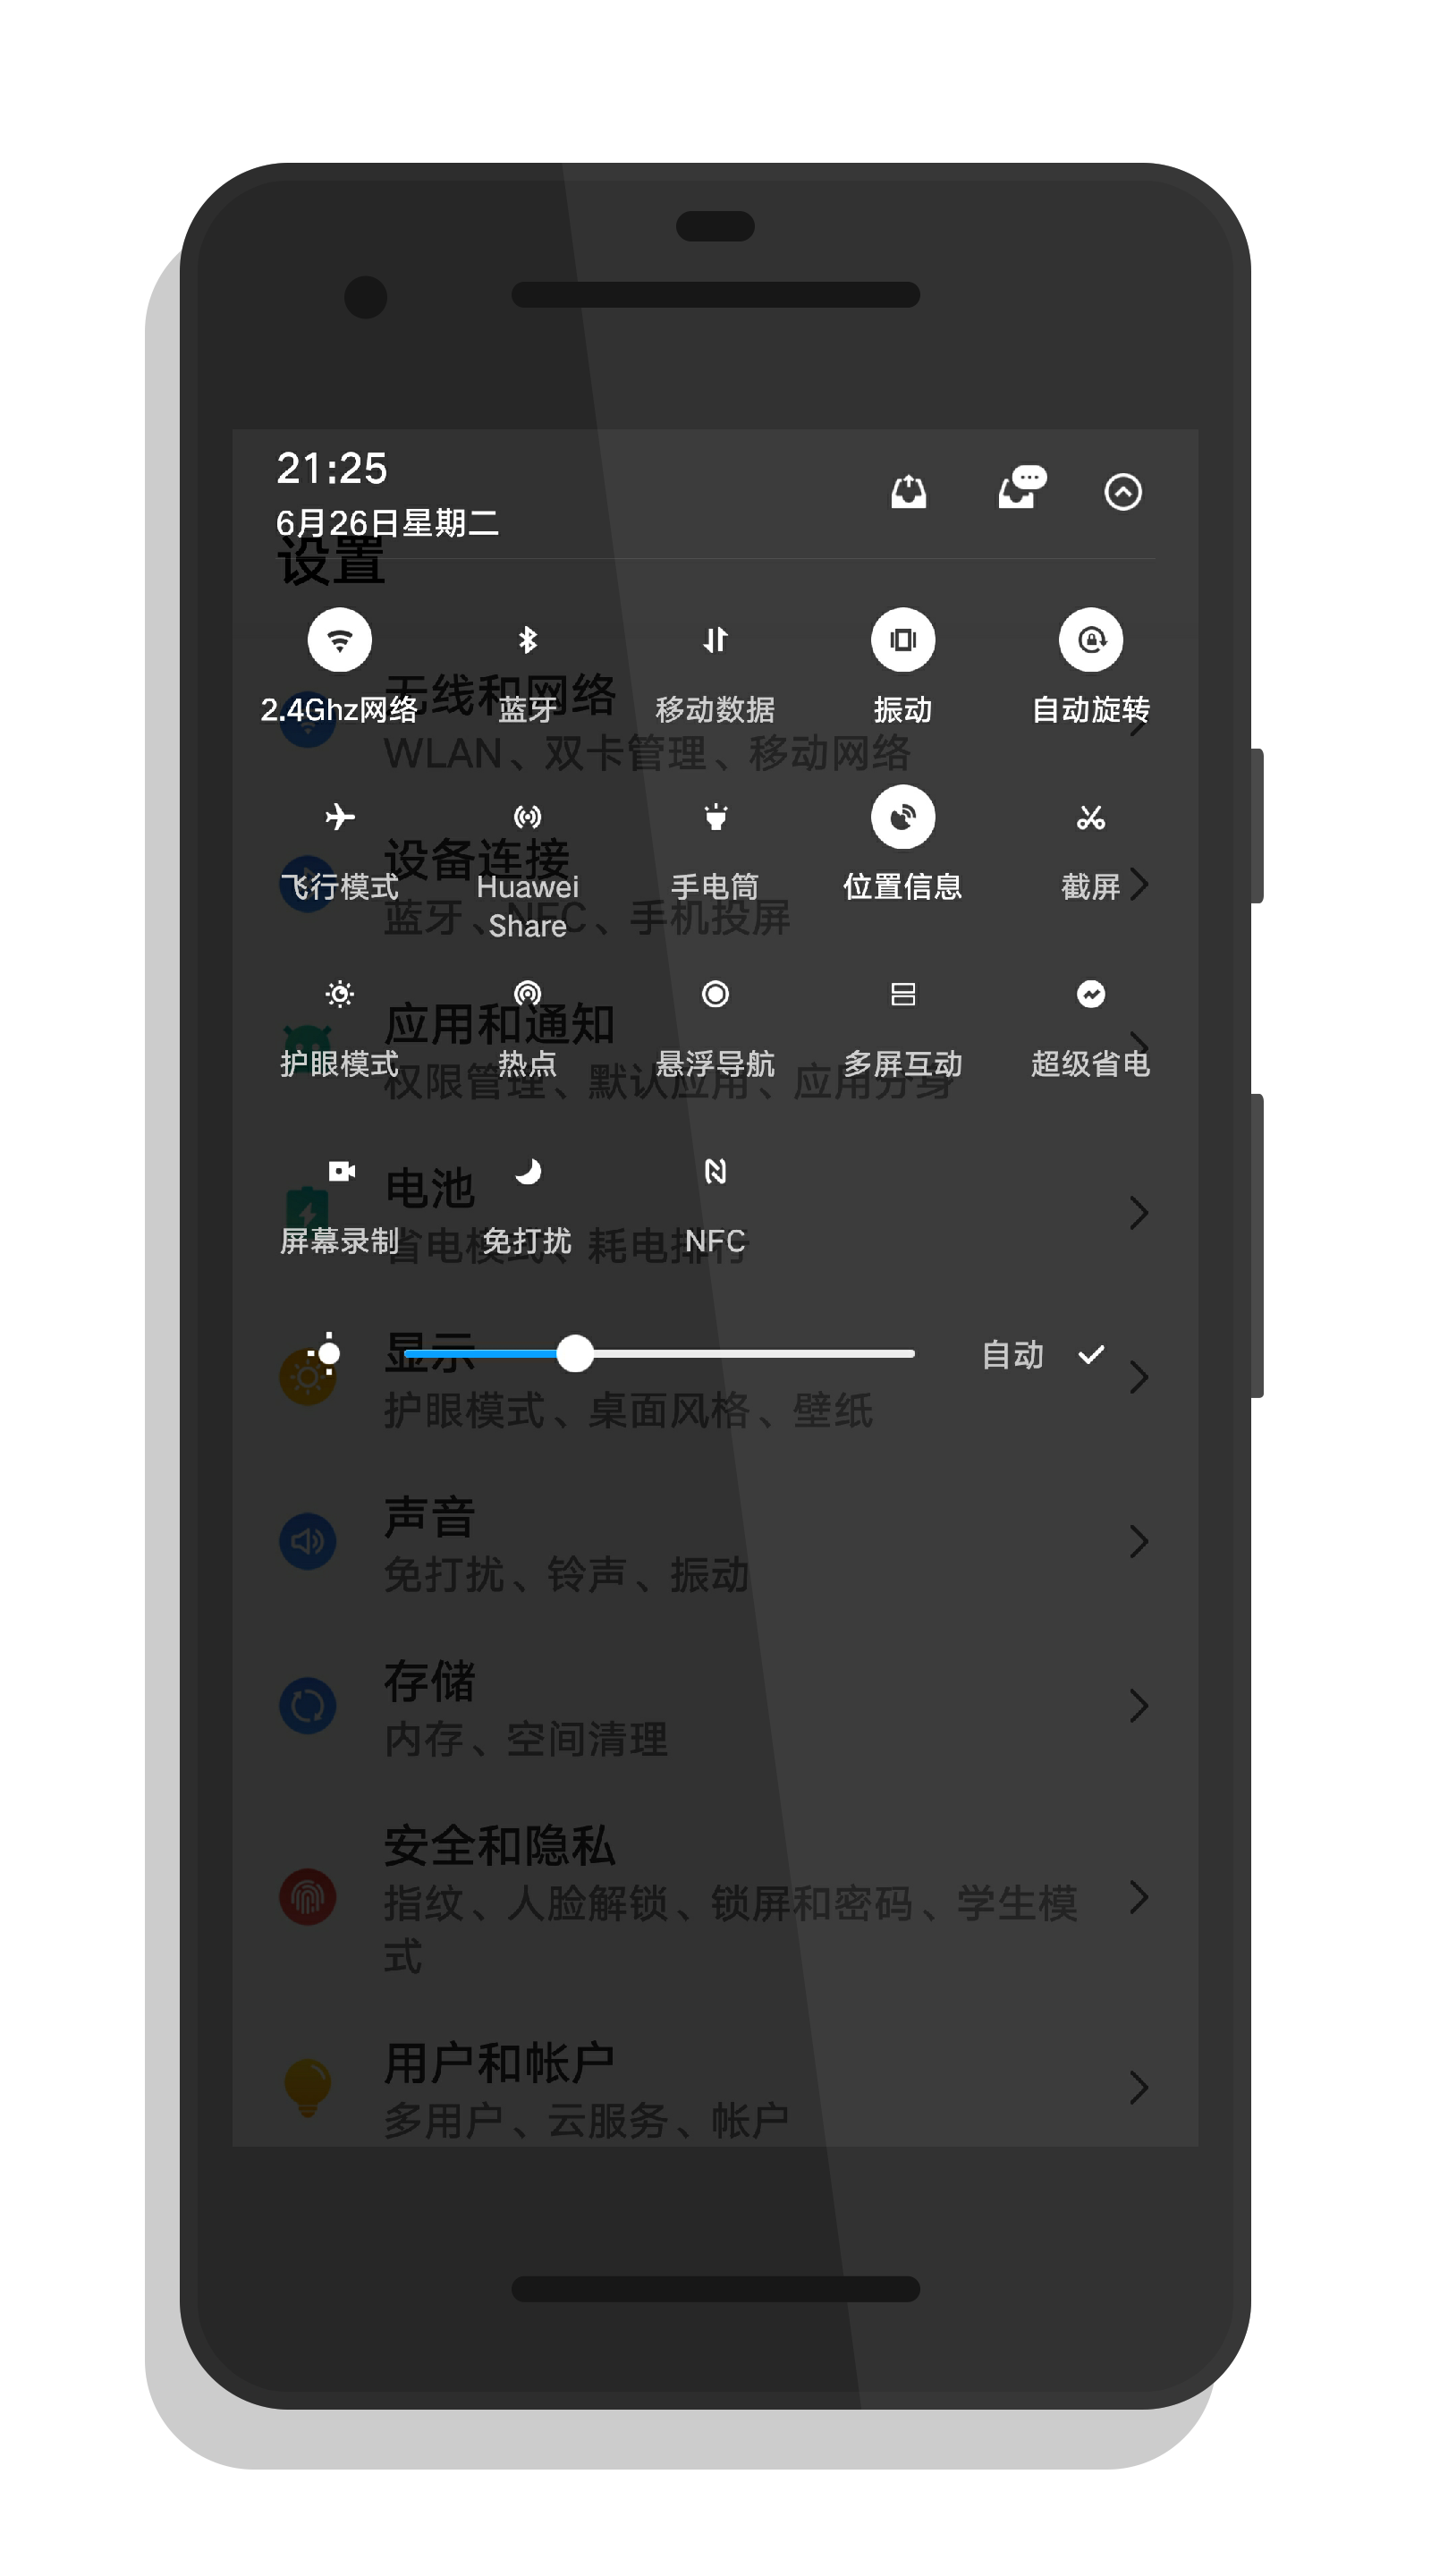 21:25
6月26日星期二
设置
2.4Ghz网络 蓝牙 移动数据 振动 自动旋转
无线和网络
WLAN、双卡管理、移动网络
飞行模式 Huawei Share 手电筒 位置信息 截屏
设备连接
蓝牙、NFC、手机投屏
护眼模式 热点 悬浮导航 多屏互动 超级省电
应用和通知
权限管理、默认应用、应用分身
屏幕录制 免打扰 NFC
电池
省电模式、耗电排行
自动
显示
护眼模式、桌面风格、壁纸
声音
免打扰、铃声、振动
存储
内存、空间清理
安全和隐私
指纹、人脸解锁、锁屏和密码、学生模
式
用户和帐户
多用户、云服务、帐户